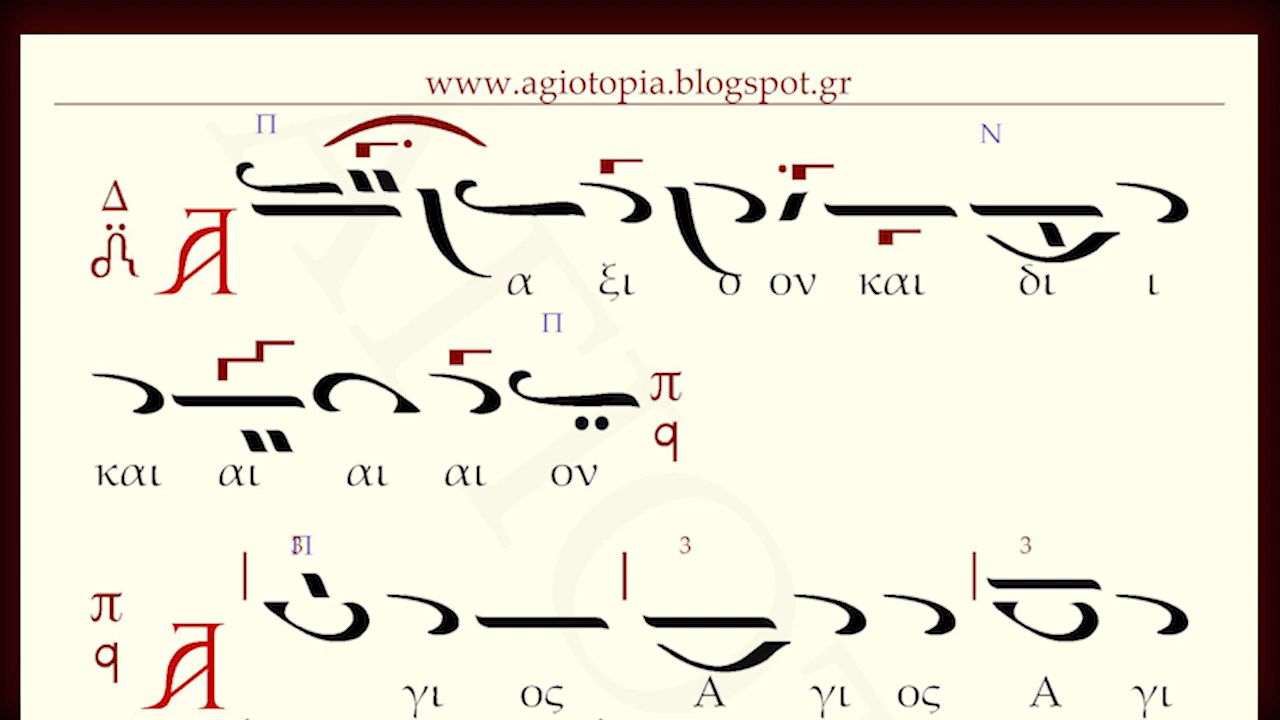 www.agiotopia.blogspot.gr
Π Ν
Δ Α α ξι ο ον και δι ι
Π
π q
και αι αι αι ον
3 Π 3 3
π q Α γι ος Α γι ος Α γι